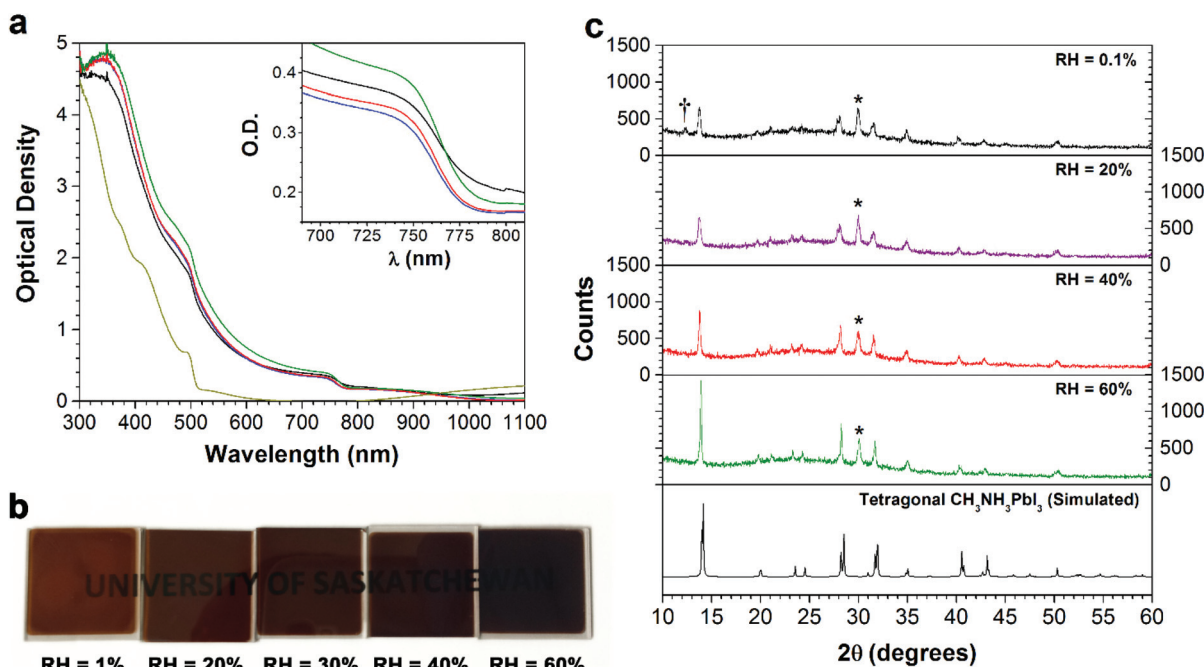 a
5
4
3
2
1
0
300 400 500 600 700 800 900 1000 1100
Optical Density
Wavelength (nm)
0.4
0.3
0.2
700 725 750 775 800
O.D.
λ (nm)
b
UNIVERSITY OF SASKATCHEWAN
RH = 1% RH = 20% RH = 30% RH = 40% RH = 60%
c
1500
1000
500
0
RH = 0.1%
†
*
1500
1000
500
0
RH = 20%
*
1500
1000
500
0
RH = 40%
*
1500
1000
500
0
RH = 60%
*
Tetragonal CH₃NH₃PbI₃ (Simulated)
10 15 20 25 30 35 40 45 50 55 60
Counts
2θ (degrees)